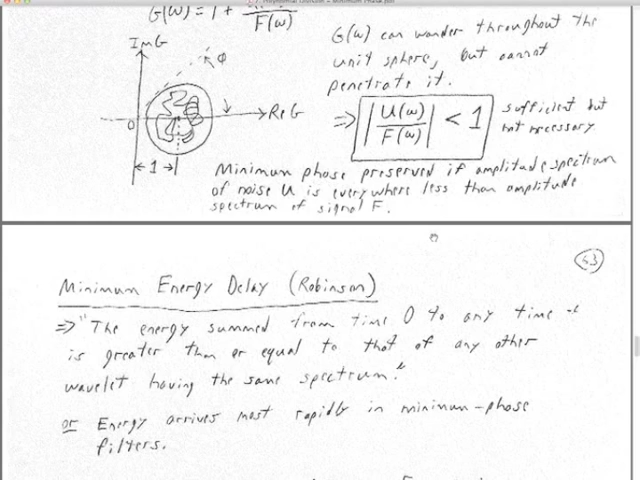 G(ω) = 1 + / F(ω)
G(ω) can wander throughout the
unit sphere, but cannot
penetrate it.
Im G
φ
Re G
0
1
⇒ | U(ω) / F(ω) | < 1
sufficient but
not necessary
Minimum phase preserved if amplitude spectrum
of noise U is everywhere less than amplitude
spectrum of signal F.
53
Minimum Energy Delay (Robinson)
⇒ "The energy summed from time 0 to any time t
is greater than or equal to that of any other
wavelet having the same spectrum."
or Energy arrives most rapidly in minimum-phase
filters.